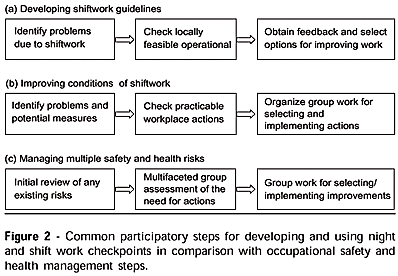 (a) Developing shiftwork guidelines
Identify problems due to shiftwork
Check locally feasible operational
Obtain feedback and select options for improving work
(b) Improving conditions of shiftwork
Identify problems and potential measures
Check practicable workplace actions
Organize group work for selecting and implementing actions
(c) Managing multiple safety and health risks
Initial review of any existing risks
Multifaceted group assessment of the need for actions
Group work for selecting/ implementing improvements
Figure 2 - Common participatory steps for developing and using night
and shift work checkpoints in comparison with occupational safety and
health management steps.